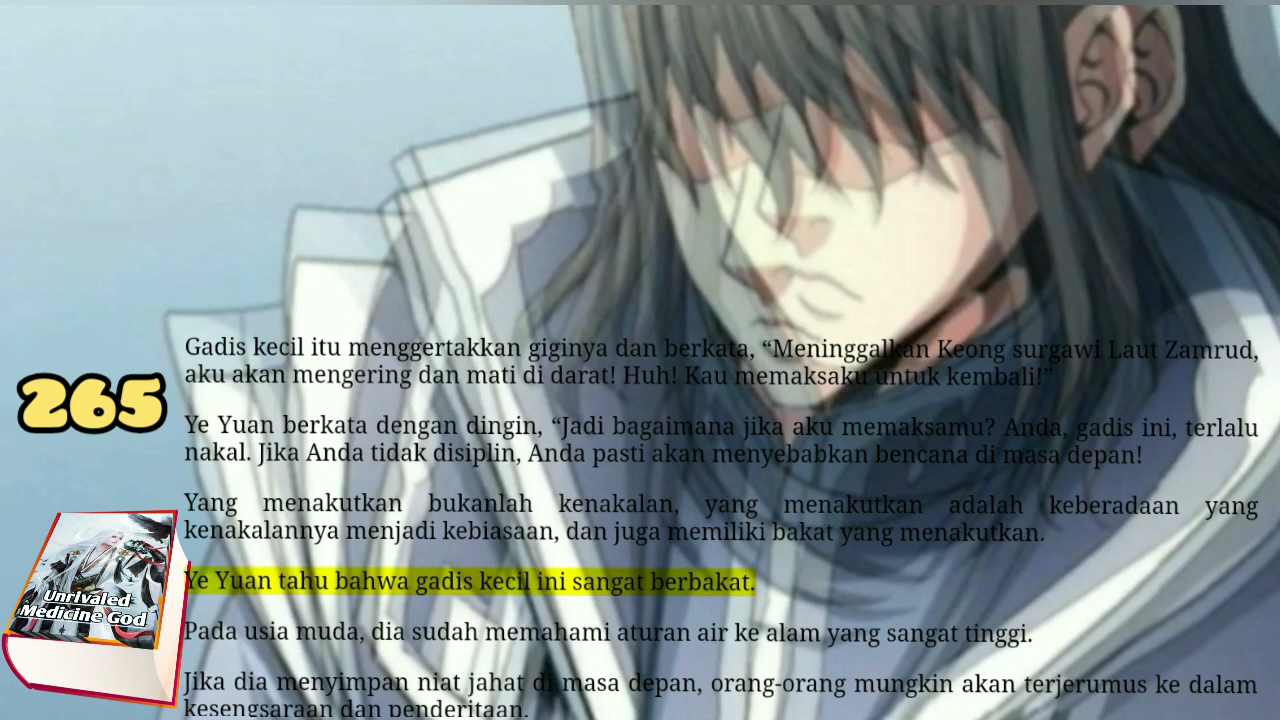 Gadis kecil itu menggertakkan giginya dan berkata, “Meninggalkan Keong surgawi Laut Zamrud,
aku akan mengering dan mati di darat! Huh! Kau memaksaku untuk kembali!”
Ye Yuan berkata dengan dingin, “Jadi bagaimana jika aku memaksamu? Anda, gadis ini, terlalu
nakal. Jika Anda tidak disiplin, Anda pasti akan menyebabkan bencana di masa depan!
265
Yang menakutkan bukanlah kenakalan, yang menakutkan adalah keberadaan yang
kenakalannya menjadi kebiasaan, dan juga memiliki bakat yang menakutkan.
Ye Yuan tahu bahwa gadis kecil ini sangat berbakat.
Unrivaled
Medicine God
Pada usia muda, dia sudah memahami aturan air ke alam yang sangat tinggi.
Jika dia menyimpan niat jahat di masa depan, orang-orang mungkin akan terjerumus ke dalam
kesengsaraan dan penderitaan.